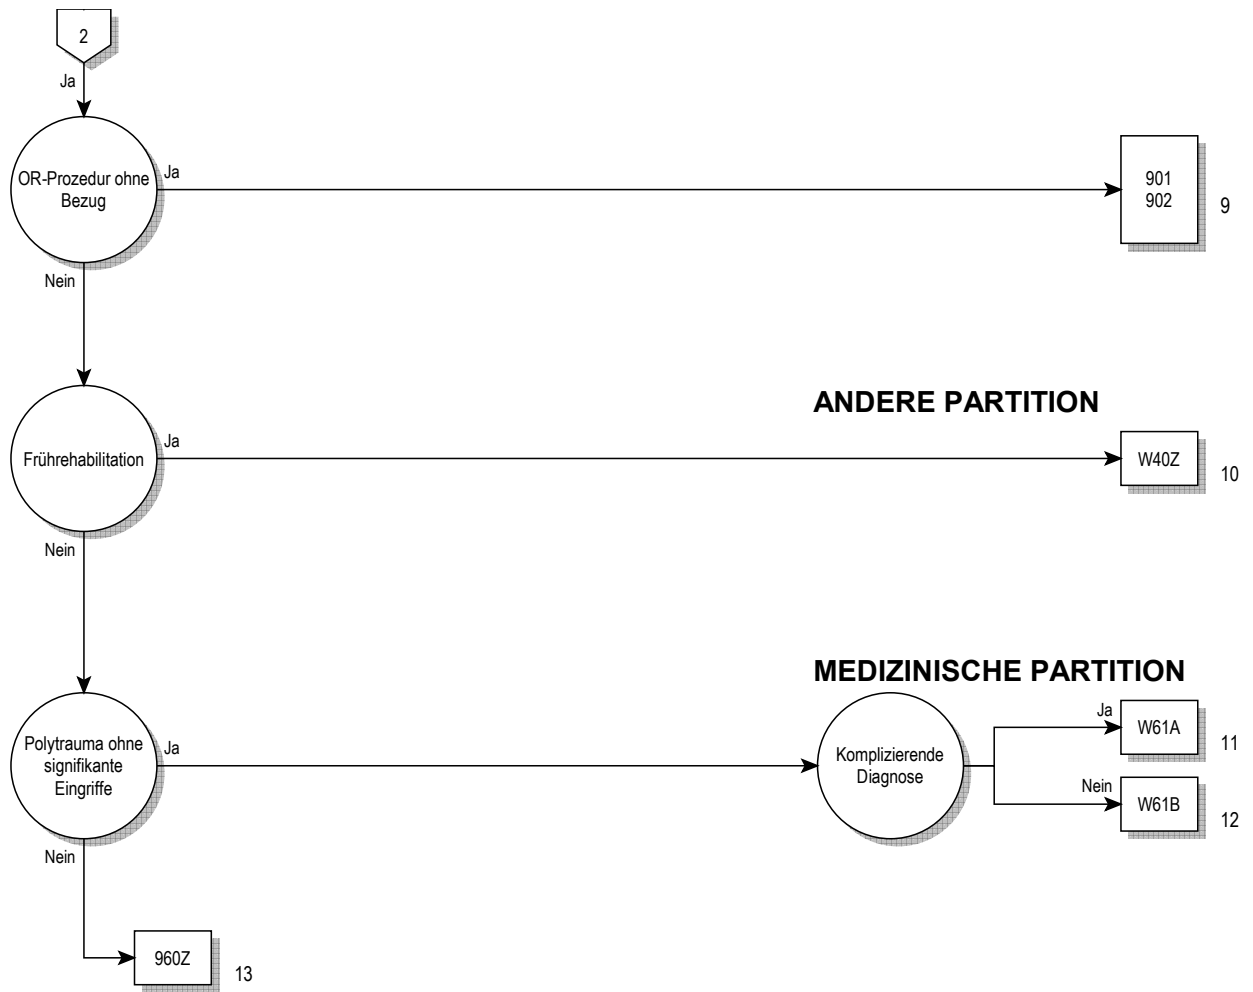 2
Ja
OR-Prozedur ohne
Bezug
Ja
901
902
9
Nein
ANDERE PARTITION
Frührehabilitation
Ja
W40Z
10
Nein
MEDIZINISCHE PARTITION
Polytrauma ohne
signifikante
Eingriffe
Ja
Komplizierende
Diagnose
Ja
W61A
11
Nein
W61B
12
Nein
960Z
13